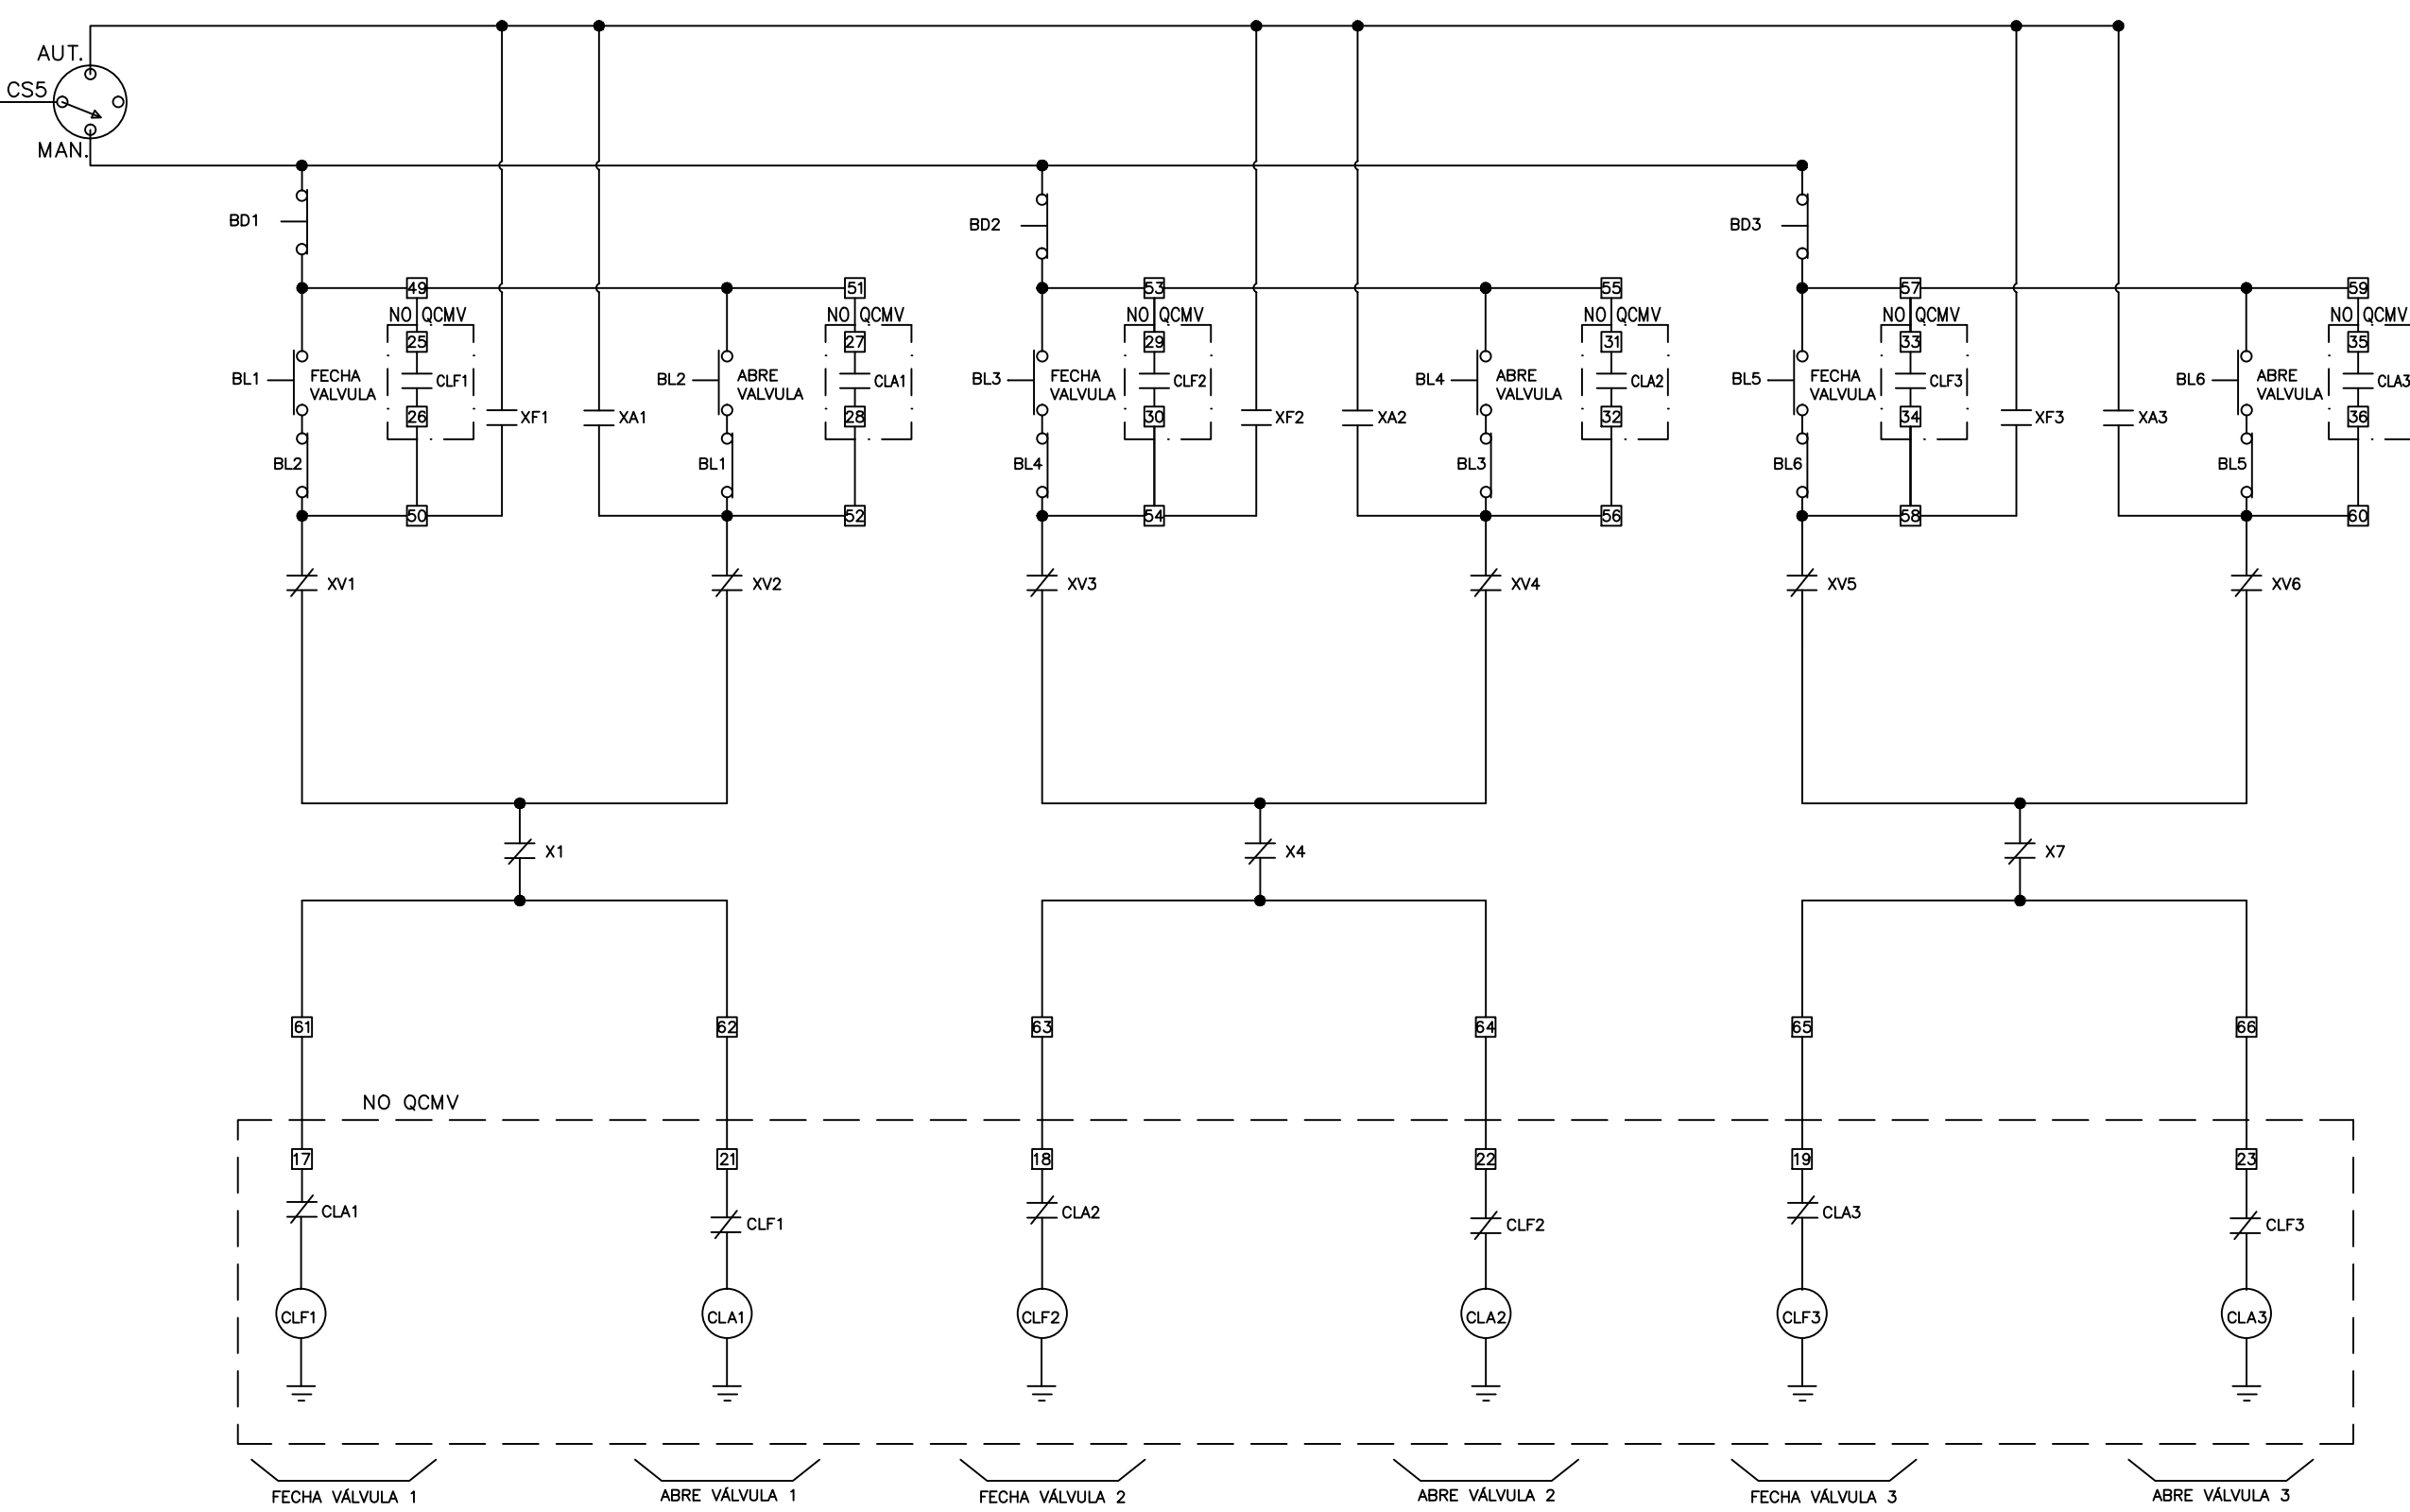 AUT.
CS5
MAN.
BD1
BD2
BD3
49
51
53
55
57
59
NO QCMV
NO QCMV
NO QCMV
NO QCMV
NO QCMV
NO QCMV
25
27
29
31
33
35
BL1
FECHA
VALVULA
CLF1
BL2
ABRE
VALVULA
CLA1
BL3
FECHA
VALVULA
CLF2
BL4
ABRE
VALVULA
CLA2
BL5
FECHA
VALVULA
CLF3
BL6
ABRE
VALVULA
CLA3
26
XF1
XA1
28
30
XF2
XA2
32
34
XF3
XA3
36
BL2
BL1
BL4
BL3
BL6
BL5
50
52
54
56
58
60
XV1
XV2
XV3
XV4
XV5
XV6
X1
X4
X7
61
62
63
64
65
66
NO QCMV
17
21
18
22
19
23
CLA1
CLF1
CLA2
CLF2
CLA3
CLF3
CLF1
CLA1
CLF2
CLA2
CLF3
CLA3
FECHA VÁLVULA 1
ABRE VÁLVULA 1
FECHA VÁLVULA 2
ABRE VÁLVULA 2
FECHA VÁLVULA 3
ABRE VÁLVULA 3